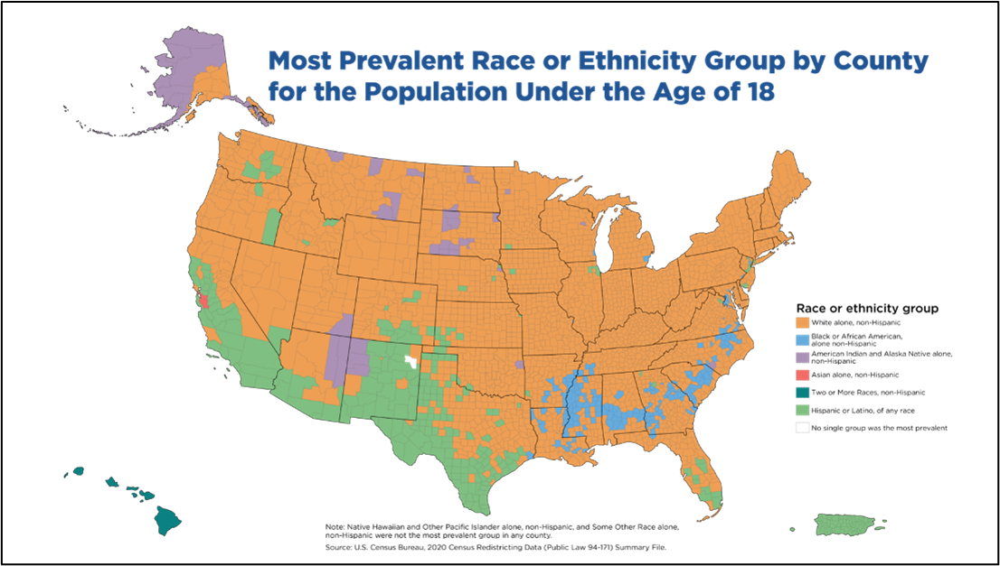 Most Prevalent Race or Ethnicity Group by County
for the Population Under the Age of 18
Race or ethnicity group
White alone, non-Hispanic
Black or African American,
alone non-Hispanic
American Indian and Alaska Native alone,
non-Hispanic
Asian alone, non-Hispanic
Two or More Races, non-Hispanic
Hispanic or Latino, of any race
No single group was the most prevalent
Note: Native Hawaiian and Other Pacific Islander alone, non-Hispanic, and Some Other Race alone,
non-Hispanic were not the most prevalent group in any county.
Source: U.S. Census Bureau, 2020 Census Redistricting Data (Public Law 94-171) Summary File.